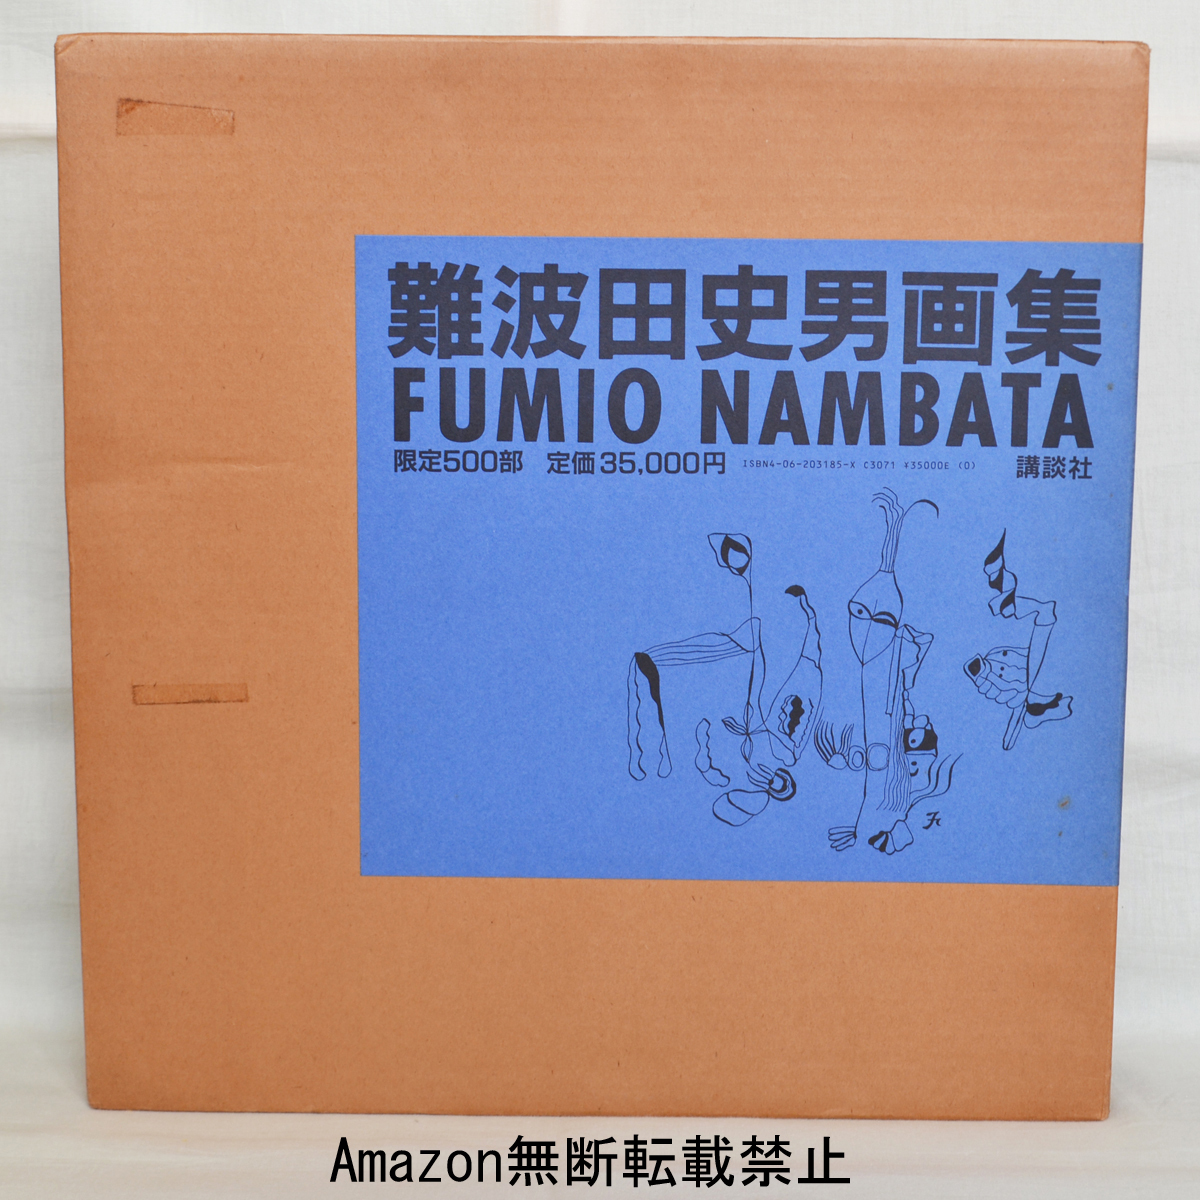 難波田史男画集
FUMIO NAMBATA
限定500部 定価35,000円 ISBN4-06-203185-X C3071 ¥35000E (0) 講談社
Amazon無断転載禁止